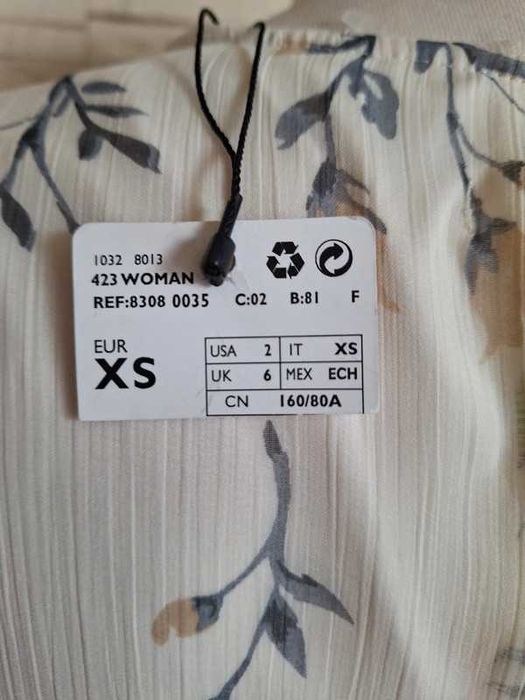 1032 8013
423 WOMAN
REF:8308 0035 C:02 B:81 F
EUR
XS
USA 2 IT XS
UK 6 MEX ECH
CN 160/80A